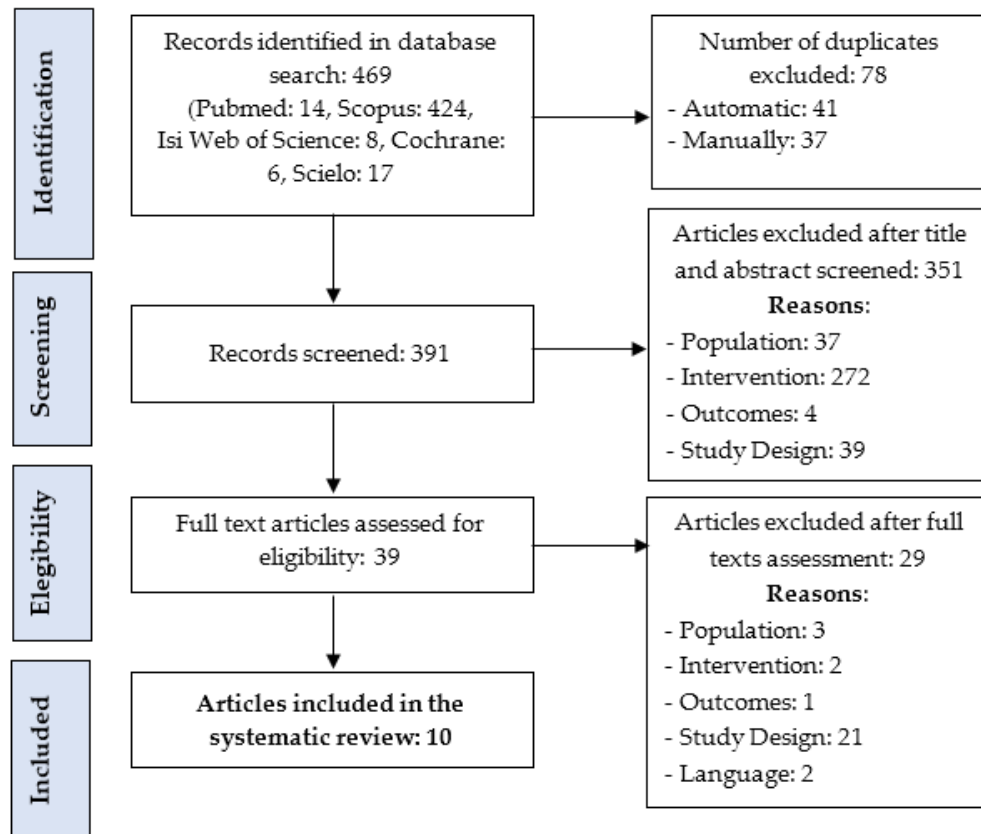 Identification
Records identified in database
search: 469
(Pubmed: 14, Scopus: 424,
Isi Web of Science: 8, Cochrane:
6, Scielo: 17
Number of duplicates
excluded: 78
- Automatic: 41
- Manually: 37
Screening
Records screened: 391
Articles excluded after title
and abstract screened: 351
Reasons:
- Population: 37
- Intervention: 272
- Outcomes: 4
- Study Design: 39
Elegibility
Full text articles assessed for
eligibility: 39
Articles excluded after full
texts assessment: 29
Reasons:
- Population: 3
- Intervention: 2
- Outcomes: 1
- Study Design: 21
- Language: 2
Included
Articles included in the
systematic review: 10